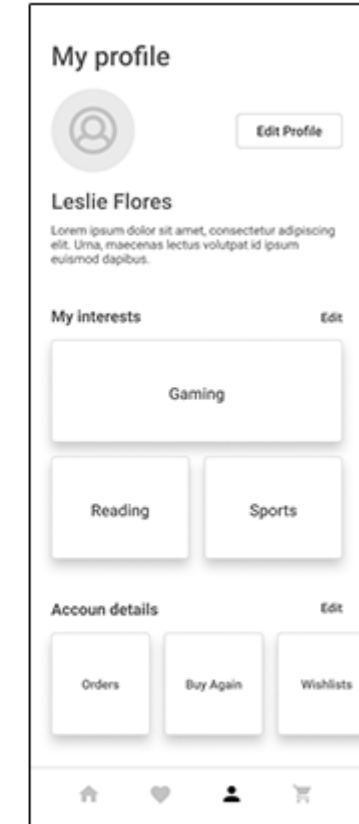 My profile
Edit Profile
Leslie Flores
Lorem ipsum dolor sit amet, consectetur adipiscing
elit. Urna, maecenas lectus volutpat id ipsum
euismod dapibus.
My interests
Edit
Gaming
Reading
Sports
Accoun details
Edit
Orders
Buy Again
Wishlists